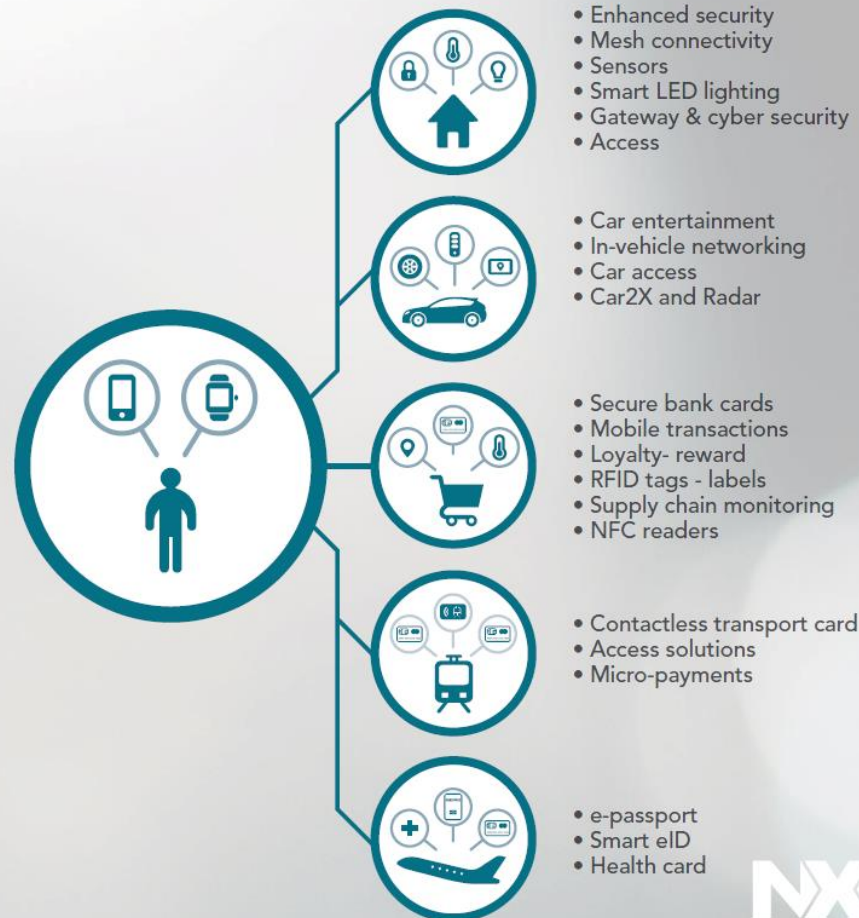 • Enhanced security
• Mesh connectivity
• Sensors
• Smart LED lighting
• Gateway & cyber security
• Access
• Car entertainment
• In-vehicle networking
• Car access
• Car2X and Radar
• Secure bank cards
• Mobile transactions
• Loyalty- reward
• RFID tags - labels
• Supply chain monitoring
• NFC readers
• Contactless transport card
• Access solutions
• Micro-payments
• e-passport
• Smart eID
• Health card
NX